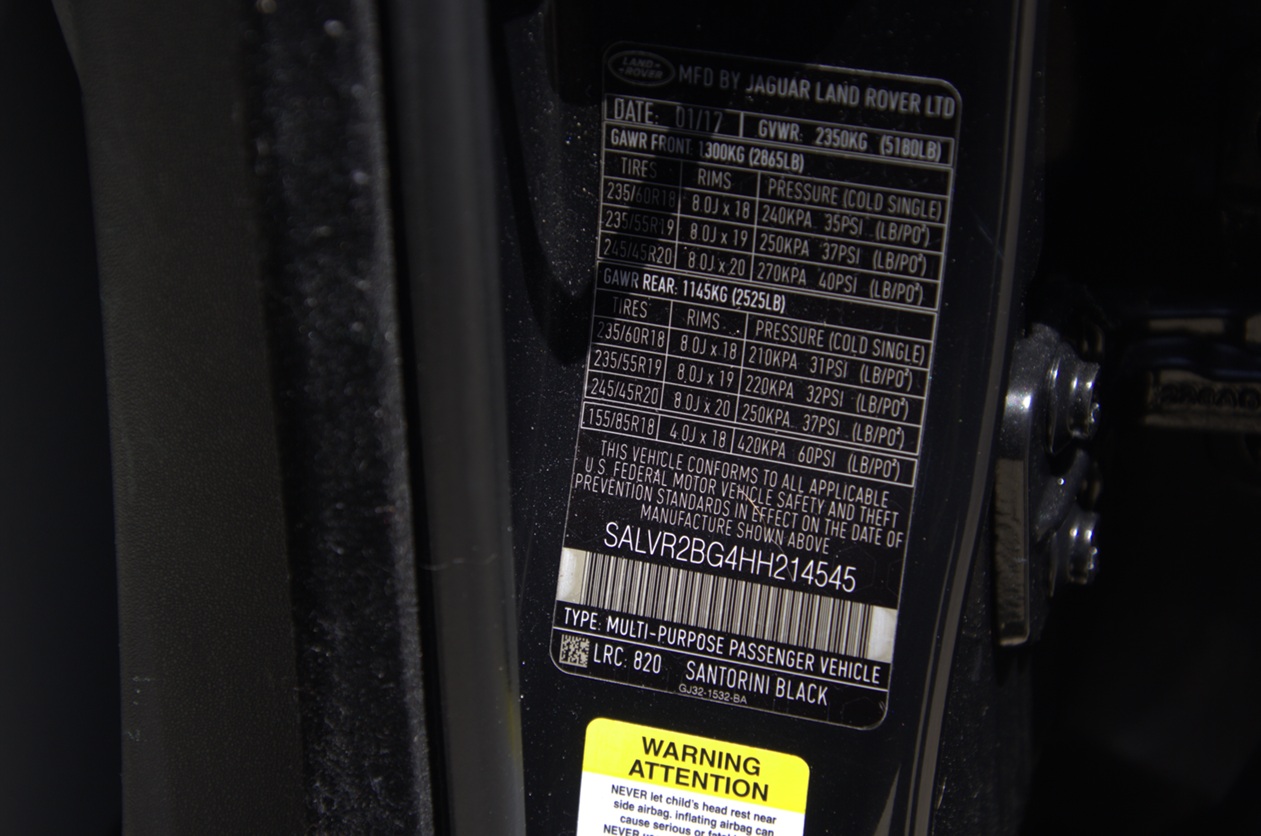 LAND ROVER MFD BY JAGUAR LAND ROVER LTD
DATE: 01/17 GVWR: 2350KG (5180LB)
GAWR FRONT: 1300KG (2865LB)
TIRES RIMS PRESSURE (COLD SINGLE)
235/60R18 8.0J x 18 240KPA 35PSI (LB/PO²)
235/55R19 8.0J x 19 250KPA 37PSI (LB/PO²)
245/45R20 8.0J x 20 270KPA 40PSI (LB/PO²)
GAWR REAR: 1145KG (2525LB)
TIRES RIMS PRESSURE (COLD SINGLE)
235/60R18 8.0J x 18 210KPA 31PSI (LB/PO²)
235/55R19 8.0J x 19 220KPA 32PSI (LB/PO²)
245/45R20 8.0J x 20 250KPA 37PSI (LB/PO²)
155/85R18 4.0J x 18 420KPA 60PSI (LB/PO²)
THIS VEHICLE CONFORMS TO ALL APPLICABLE
U.S. FEDERAL MOTOR VEHICLE SAFETY AND THEFT
PREVENTION STANDARDS IN EFFECT ON THE DATE OF
MANUFACTURE SHOWN ABOVE
SALVR2BG4HH214545
TYPE: MULTI-PURPOSE PASSENGER VEHICLE
LRC: 820 SANTORINI BLACK
GJ32-1532-BA
WARNING
ATTENTION
NEVER let child's head rest near
side airbag. inflating airbag can
cause serious or
NEVER